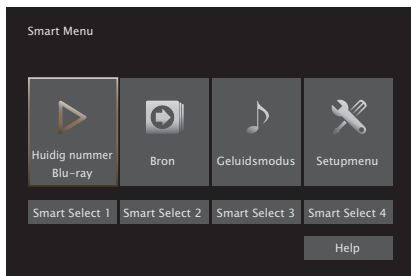 Smart Menu
Huidig nummer
Blu-ray
Bron
Geluidsmodus
Setupmenu
Smart Select 1
Smart Select 2
Smart Select 3
Smart Select 4
Help